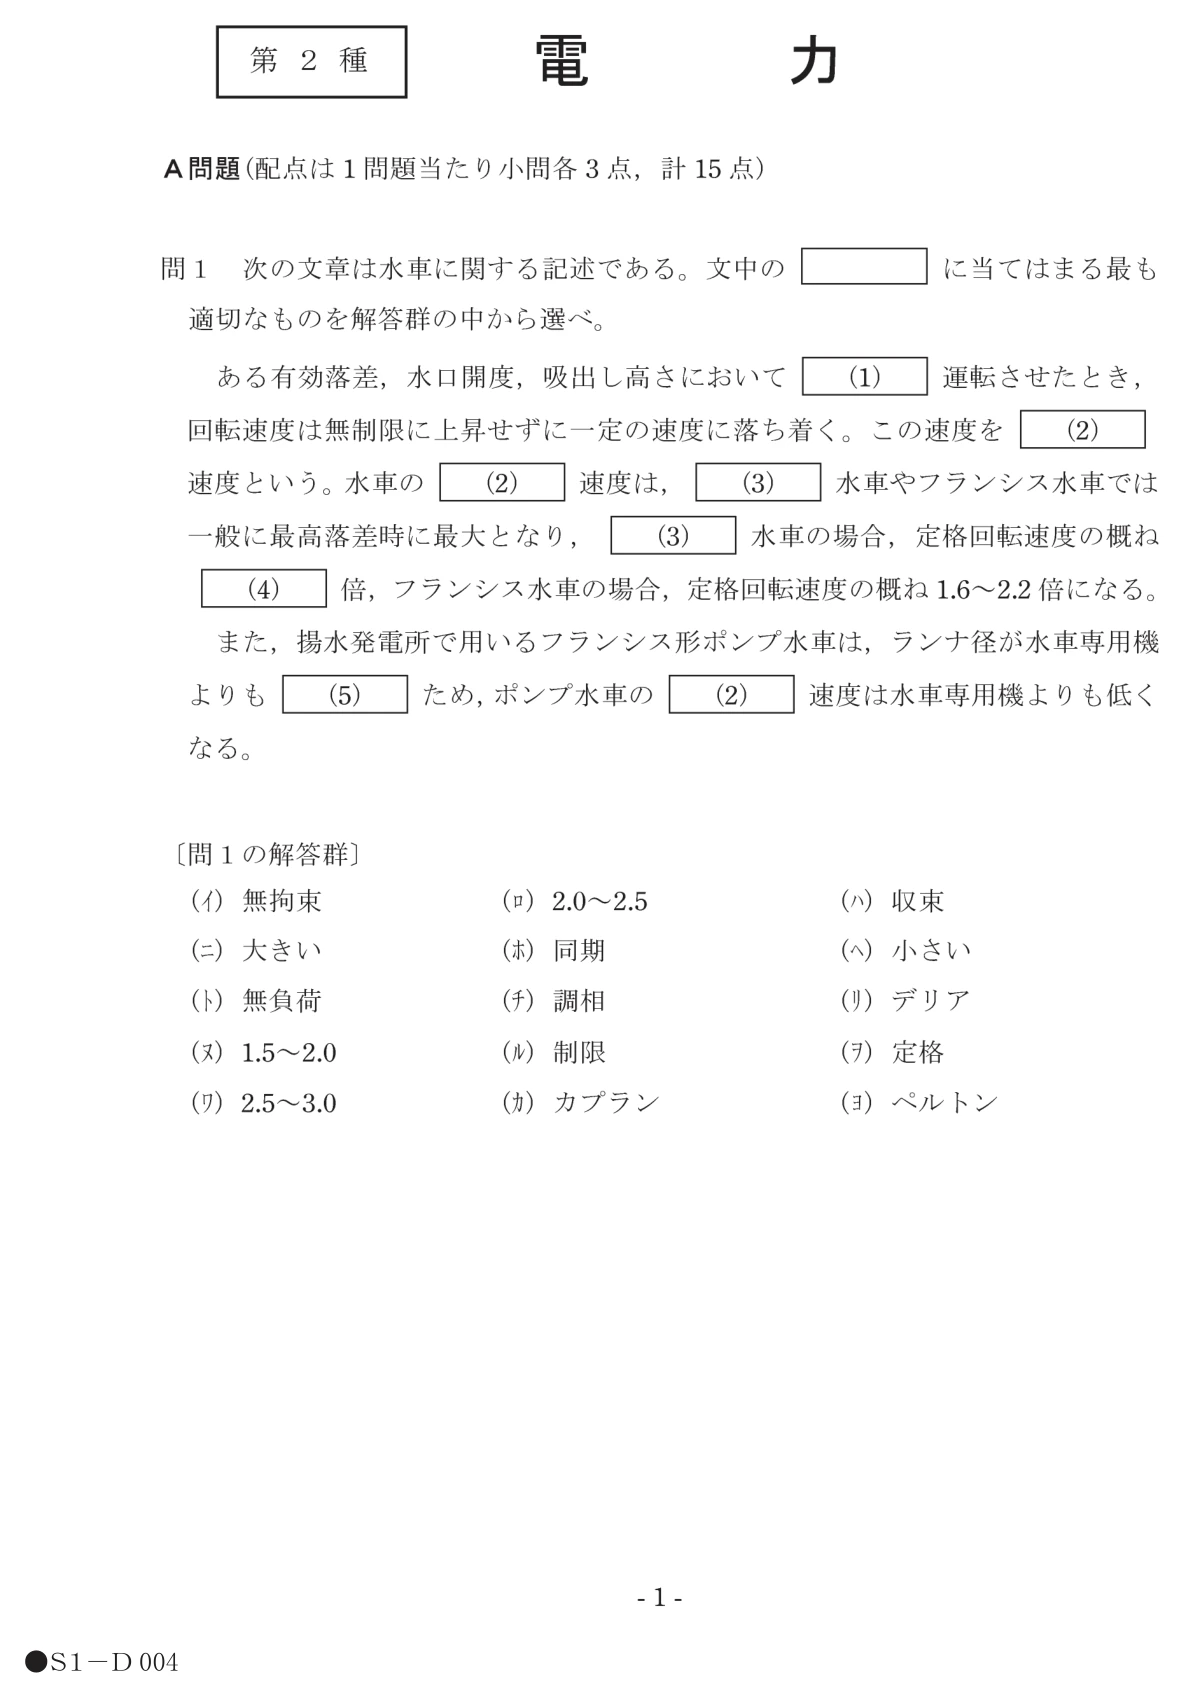 第 2 種
電 力
A問題(配点は1問題当たり小問各3点，計15点)
問1 次の文章は水車に関する記述である。文中の に当てはまる最も
適切なものを解答群の中から選べ。
ある有効落差，水口開度，吸出し高さにおいて (1) 運転させたとき，
回転速度は無制限に上昇せずに一定の速度に落ち着く。この速度を (2)
速度という。水車の (2) 速度は， (3) 水車やフランシス水車では
一般に最高落差時に最大となり， (3) 水車の場合，定格回転速度の概ね
(4) 倍，フランシス水車の場合，定格回転速度の概ね1.6～2.2倍になる。
また，揚水発電所で用いるフランシス形ポンプ水車は，ランナ径が水車専用機
よりも (5) ため，ポンプ水車の (2) 速度は水車専用機よりも低く
なる。
〔問1の解答群〕
(イ) 無拘束 (ロ) 2.0～2.5 (ハ) 収束
(ニ) 大きい (ホ) 同期 (ヘ) 小さい
(ト) 無負荷 (チ) 調相 (リ) デリア
(ヌ) 1.5～2.0 (ル) 制限 (ヲ) 定格
(ワ) 2.5～3.0 (カ) カプラン (ヨ) ペルトン
- 1 -
●S1－D 004